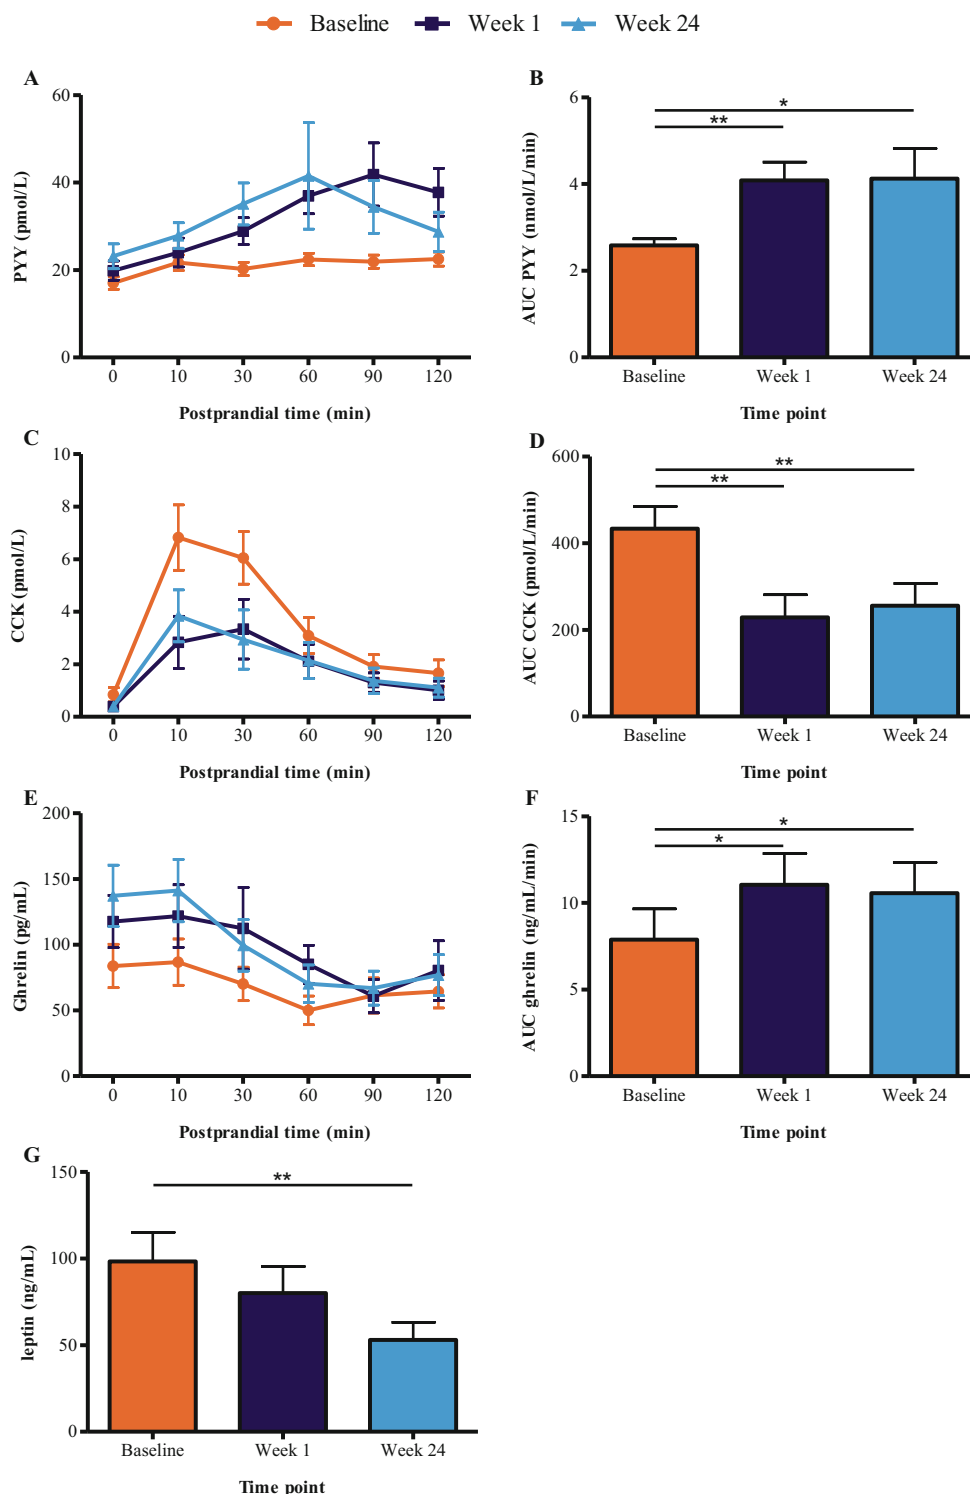 Baseline Week 1 Week 24
A
PYY (pmol/L)
60
40
20
0
0 10 30 60 90 120
Postprandial time (min)
B
AUC PYY (nmol/L/min)
6
4
2
0
*
**
Baseline Week 1 Week 24
Time point
C
CCK (pmol/L)
10
8
6
4
2
0
0 10 30 60 90 120
Postprandial time (min)
D
AUC CCK (pmol/L/min)
600
400
200
0
**
**
Baseline Week 1 Week 24
Time point
E
Ghrelin (pg/mL)
200
150
100
50
0
0 10 30 60 90 120
Postprandial time (min)
F
AUC ghrelin (ng/mL/min)
15
10
5
0
*
*
Baseline Week 1 Week 24
Time point
G
leptin (ng/mL)
150
100
50
0
**
Baseline Week 1 Week 24
Time point